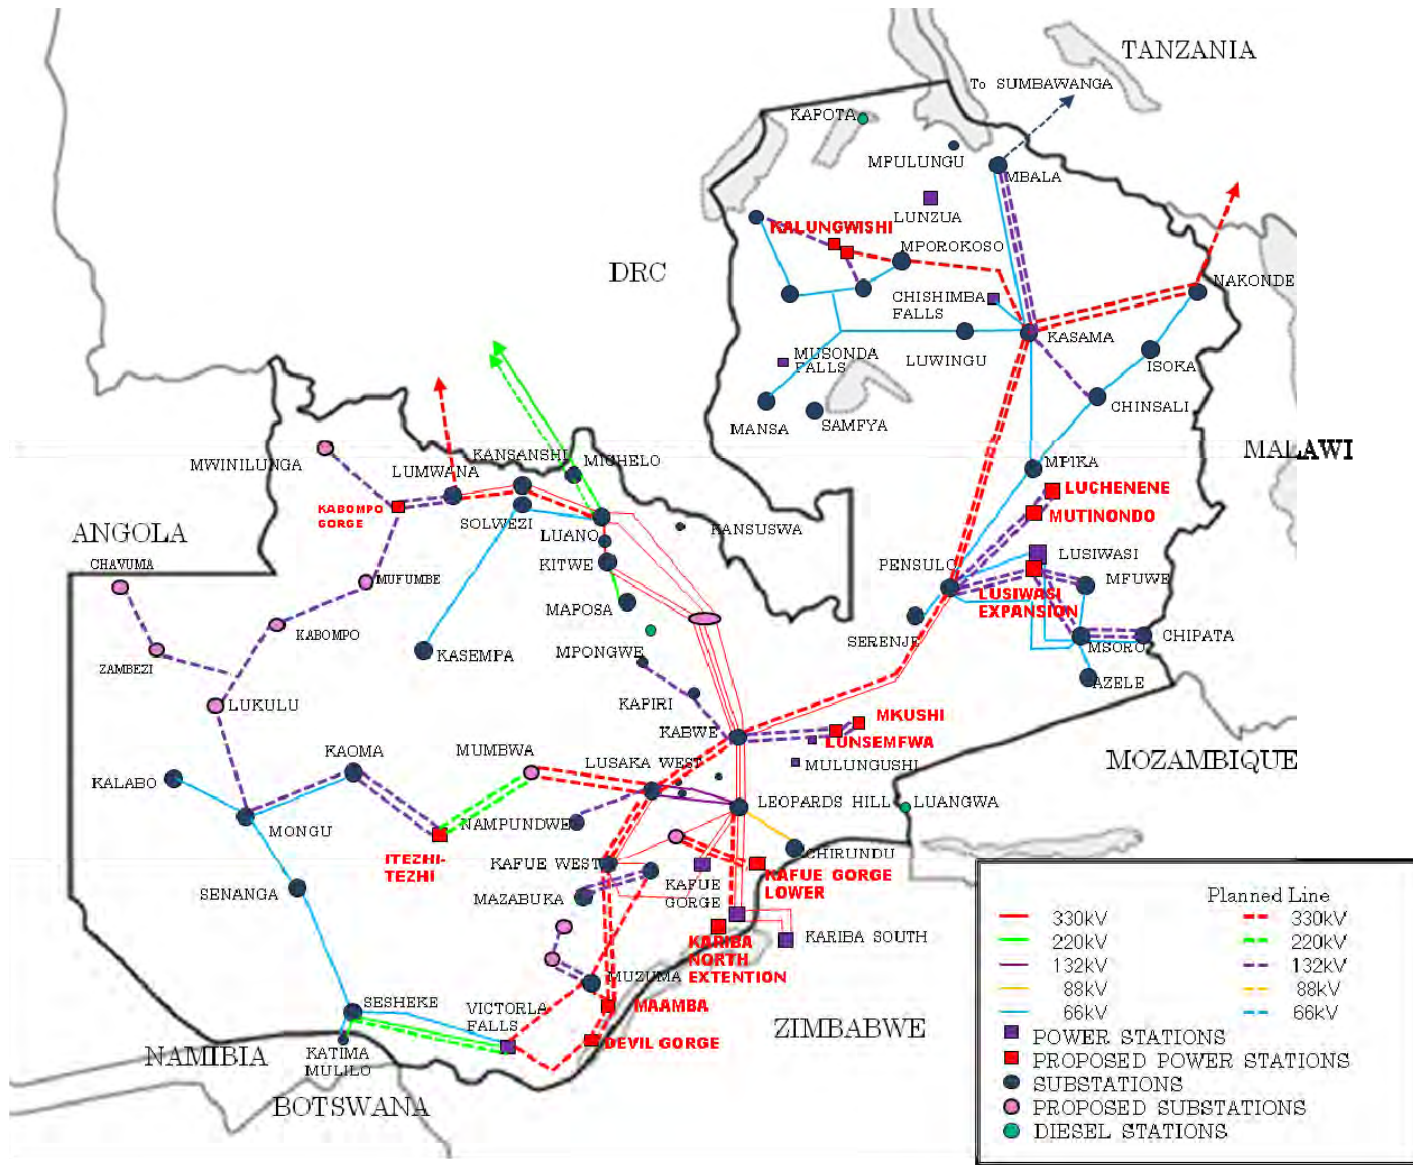 TANZANIA
To SUMBAWANGA
KAPOTA
MPULUNGU
MBALA
LUNZUA
KALUNGWISHI
MPOROKOSO
DRC
NAKONDE
CHISHIMBA
FALLS
KASAMA
MUSONDA
FALLS
LUWINGU
ISOKA
CHINSALI
MANSA
SAMFYA
MALAWI
KANSANSHI
MICHELO
MWINILUNGA
LUMWANA
MPIKA
LUCHENENE
KABOMPO
GORGE
SOLWEZI
MUTINONDO
ANGOLA
LUANO
KANSUSWA
LUSIWASI
CHAVUMA
KITWE
PENSULO
MUFUMBE
MFUWE
MAPOSA
LUSIWASI
EXPANSION
KABOMPO
SERENJE
CHIPATA
ZAMBEZI
KASEMPA
MPONGWE
MSORO
AZELE
LUKULU
KAPIRI
MKUSHI
KABWE
LUNSEMFWA
KAOMA
MUMBWA
LUSAKA WEST
MULUNGUSHI
MOZAMBIQUE
KALABO
LEOPARDS HILL
LUANGWA
MONGU
NAMPUNDWE
ITEZHI-
TEZHI
KAFUE WEST
CHIRUNDU
SENANGA
MAZABUKA
KAFUE
GORGE
KAFUE GORGE
LOWER
KARIBA
NORTH
EXTENTION
KARIBA SOUTH
MUZUMA
SESHEKE
VICTORIA
FALLS
MAAMBA
ZIMBABWE
DEVIL GORGE
NAMIBIA
KATIMA
MULILO
BOTSWANA
Planned Line
330kV 330kV
220kV 220kV
132kV 132kV
88kV 88kV
66kV 66kV
POWER STATIONS
PROPOSED POWER STATIONS
SUBSTATIONS
PROPOSED SUBSTATIONS
DIESEL STATIONS